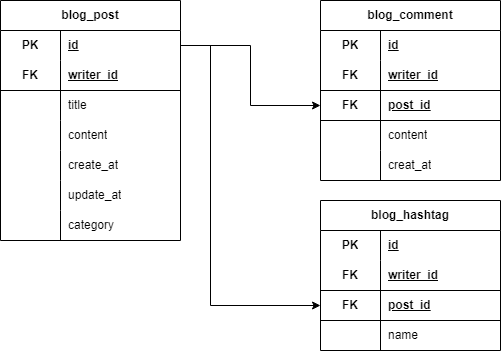 blog_post
PK id
FK writer_id
title
content
create_at
update_at
category
blog_comment
PK id
FK writer_id
FK post_id
content
creat_at
blog_hashtag
PK id
FK writer_id
FK post_id
name